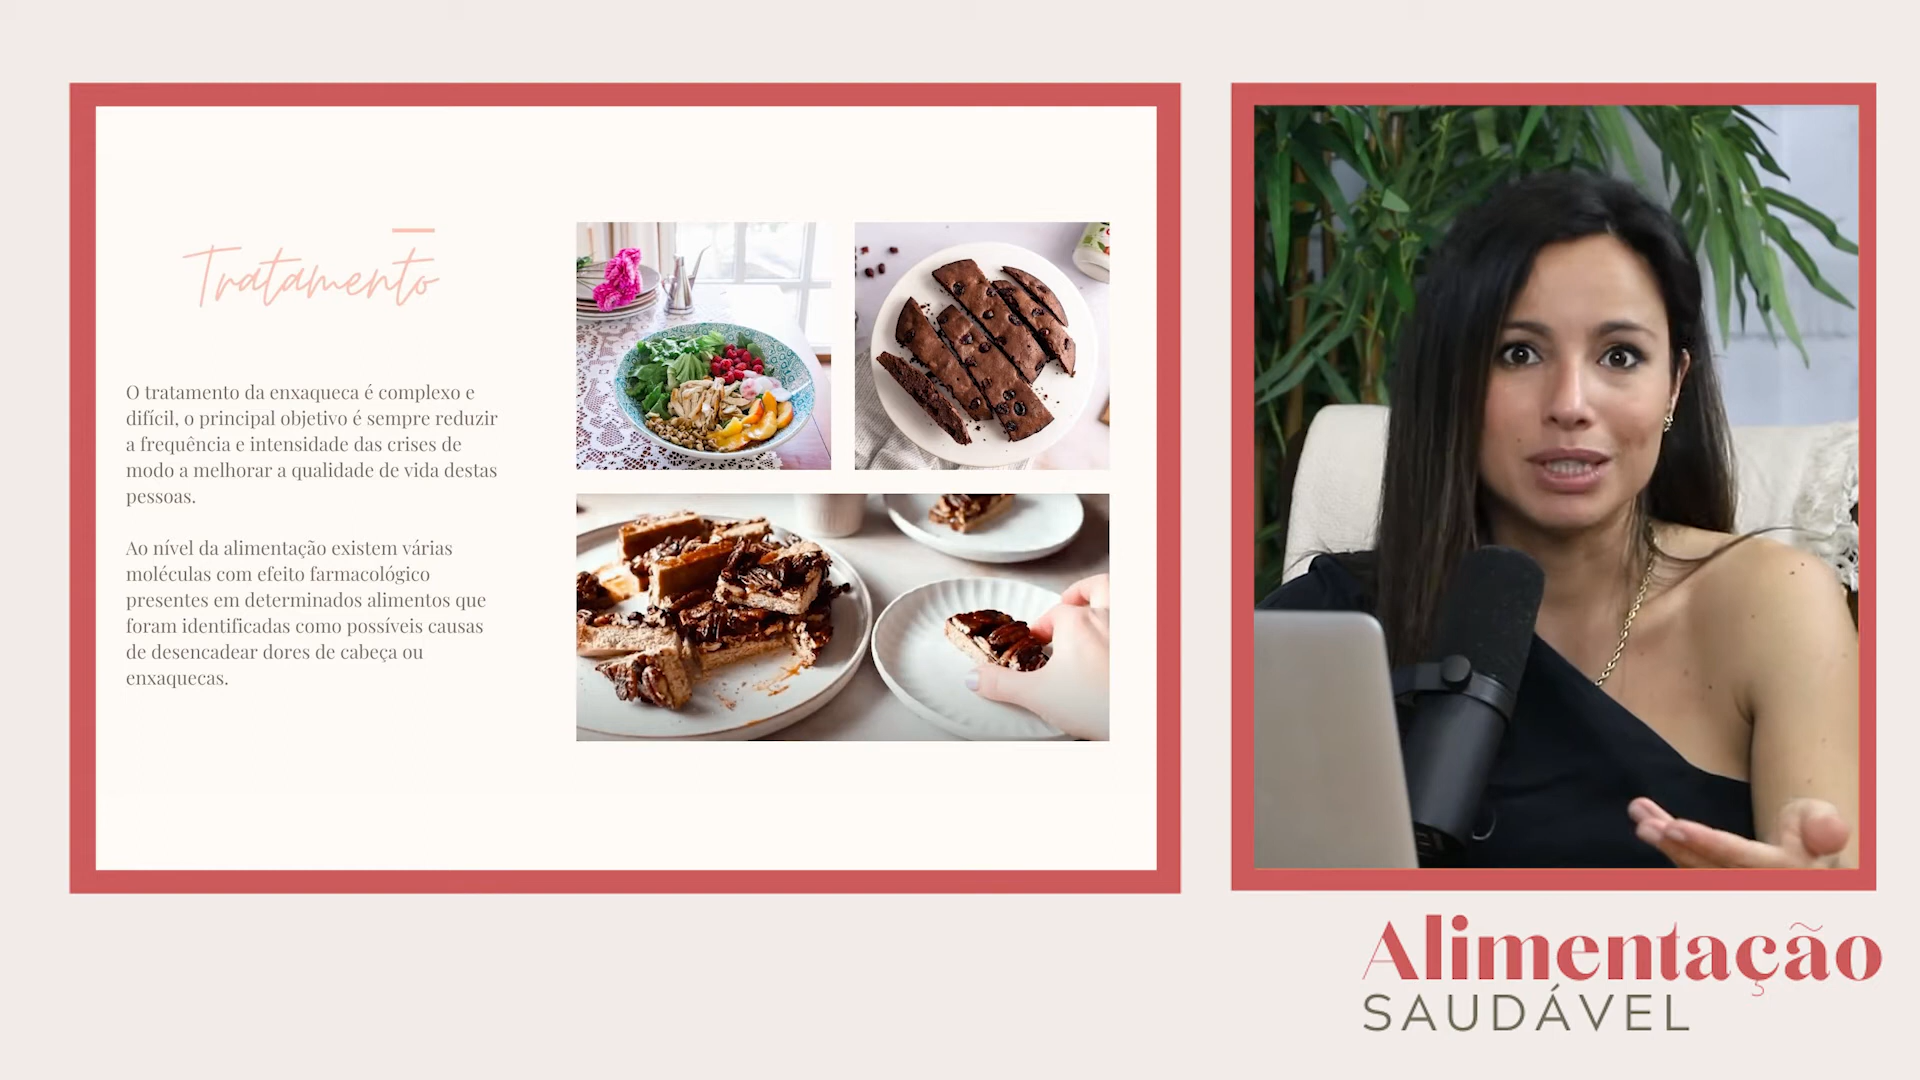 Tratamento
O tratamento da enxaqueca é complexo e
difícil, o principal objetivo é sempre reduzir
a frequência e intensidade das crises de
modo a melhorar a qualidade de vida destas
pessoas.
Ao nível da alimentação existem várias
moléculas com efeito farmacológico
presentes em determinados alimentos que
foram identificadas como possíveis causas
de desencadear dores de cabeça ou
enxaquecas.
Alimentação
SAUDÁVEL